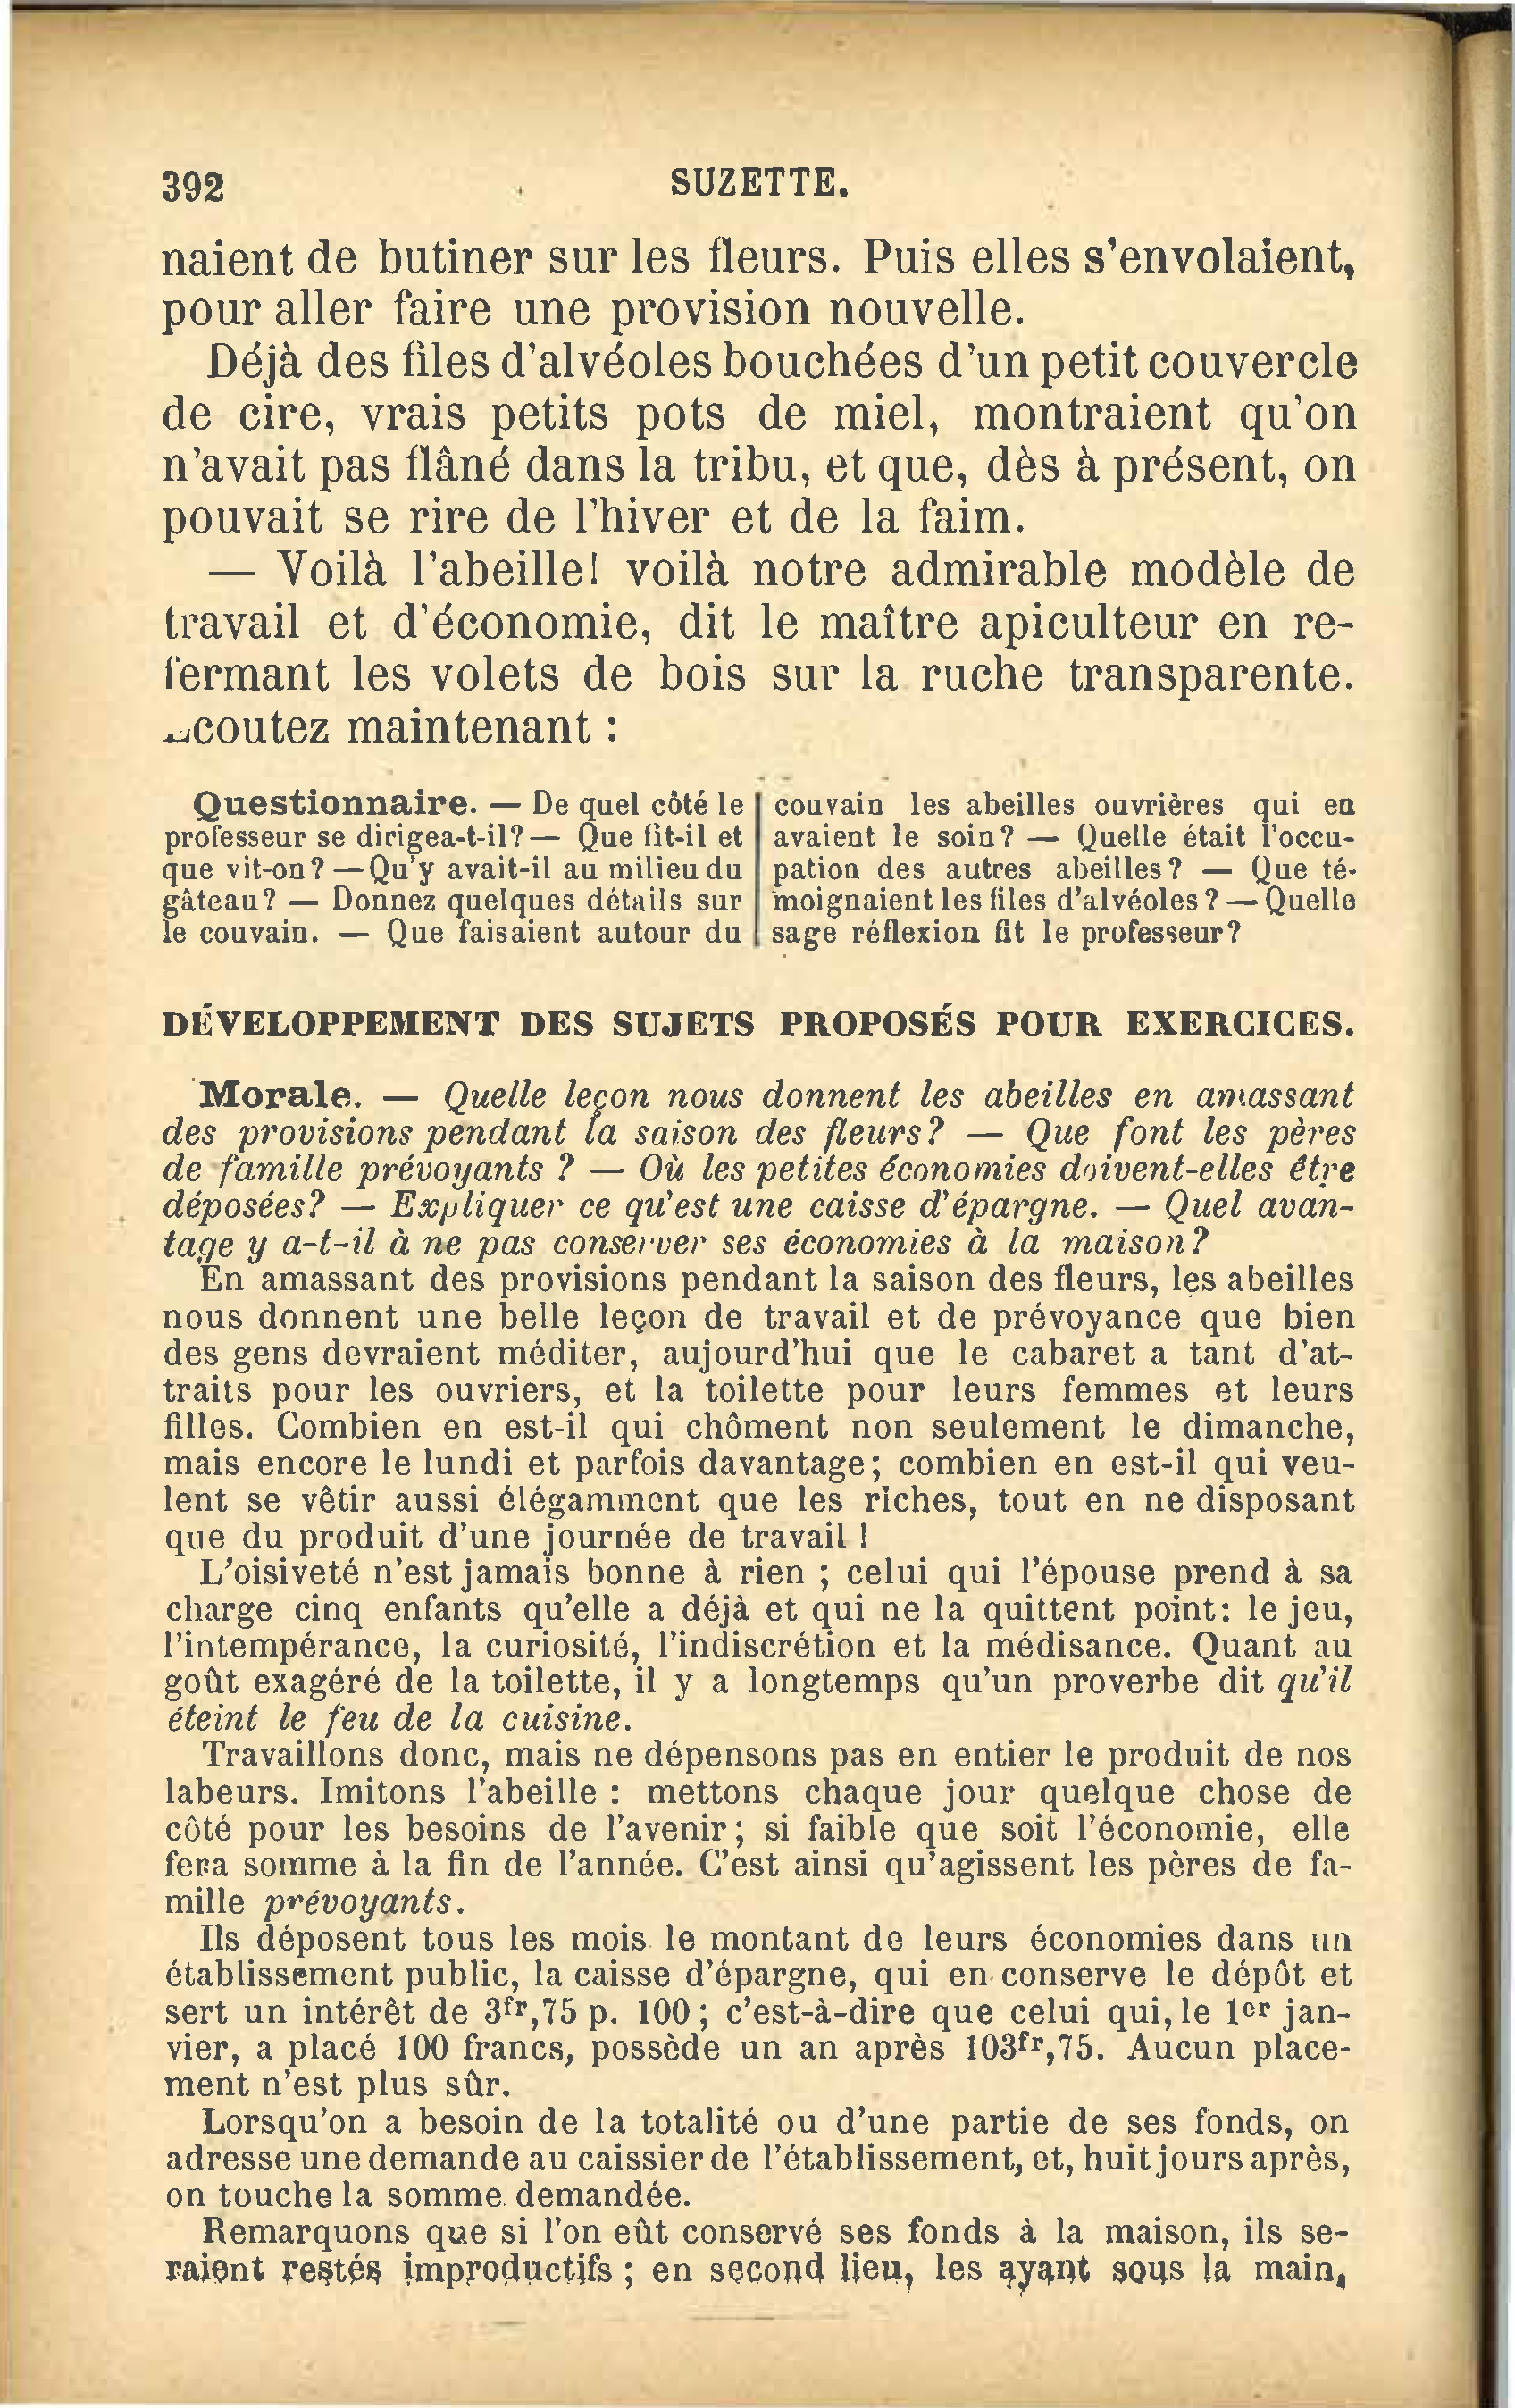 392
SUZETTE.
naient de butiner sur les fleurs. Puis elles s'envolaient,
pour aller faire une provision nouvelle.
Déjà des files d'alvéoles bouchées d'un petit couvercle
de cire, vrais petits pots de miel, montraient qu'on
n'avait pas flâné dans la tribu, et que, dès à présent, on
pouvait se rire de l'hiver et de la faim.
— Voilà l'abeille! voilà notre admirable modèle de
travail et d'économie, dit le maître apiculteur en re-
fermant les volets de bois sur la ruche transparente.
Écoutez maintenant :
Questionnaire. — De quel côté le
professeur se dirigea-t-il? — Que fit-il et
que vit-on? — Qu'y avait-il au milieu du
gâteau? — Donnez quelques détails sur
le couvain. — Que faisaient autour du
couvain les abeilles ouvrières qui en
avaient le soin? — Quelle était l'occu-
pation des autres abeilles? — Que té-
moignaient les files d'alvéoles? — Quelle
sage réflexion fit le professeur?
DÉVELOPPEMENT DES SUJETS PROPOSÉS POUR EXERCICES.
Morale. — Quelle leçon nous donnent les abeilles en amassant
des provisions pendant la saison des fleurs? — Que font les pères
de famille prévoyants ? — Où les petites économies doivent-elles être
déposées? — Expliquer ce qu'est une caisse d'épargne. — Quel avan-
tage y a-t-il à ne pas conserver ses économies à la maison?
En amassant des provisions pendant la saison des fleurs, les abeilles
nous donnent une belle leçon de travail et de prévoyance que bien
des gens devraient méditer, aujourd'hui que le cabaret a tant d'at-
traits pour les ouvriers, et la toilette pour leurs femmes et leurs
filles. Combien en est-il qui chôment non seulement le dimanche,
mais encore le lundi et parfois davantage; combien en est-il qui veu-
lent se vêtir aussi élégamment que les riches, tout en ne disposant
que du produit d'une journée de travail !
L'oisiveté n'est jamais bonne à rien ; celui qui l'épouse prend à sa
charge cinq enfants qu'elle a déjà et qui ne la quittent point: le jeu,
l'intempérance, la curiosité, l'indiscrétion et la médisance. Quant au
goût exagéré de la toilette, il y a longtemps qu'un proverbe dit qu'il
éteint le feu de la cuisine.
Travaillons donc, mais ne dépensons pas en entier le produit de nos
labeurs. Imitons l'abeille : mettons chaque jour quelque chose de
côté pour les besoins de l'avenir; si faible que soit l'économie, elle
fera somme à la fin de l'année. C'est ainsi qu'agissent les pères de fa-
mille prévoyants.
Ils déposent tous les mois le montant de leurs économies dans un
établissement public, la caisse d'épargne, qui en conserve le dépôt et
sert un intérêt de 3fr,75 p. 100; c'est-à-dire que celui qui, le 1er jan-
vier, a placé 100 francs, possède un an après 103fr,75. Aucun place-
ment n'est plus sûr.
Lorsqu'on a besoin de la totalité ou d'une partie de ses fonds, on
adresse une demande au caissier de l'établissement, et, huit jours après,
on touche la somme demandée.
Remarquons que si l'on eût conservé ses fonds à la maison, ils se-
raient restés improductifs ; en second lieu, les ayant sous la main,